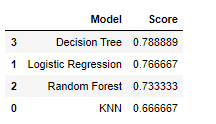 Model Score
3 Decision Tree 0.788889
1 Logistic Regression 0.766667
2 Random Forest 0.733333
0 KNN 0.666667